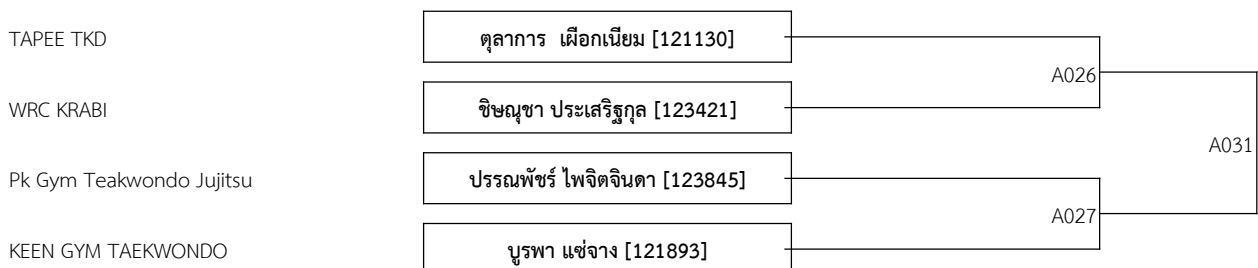 TAPEE TKD
ตุลาการ เผือกเนียม [121130]
A026
WRC KRABI
ชิษณุชา ประเสริฐกุล [123421]
A031
Pk Gym Teakwondo Jujitsu
ปรรณพัชร์ ไพจิตจินดา [123845]
A027
KEEN GYM TAEKWONDO
บูรพา แซ่จาง [121893]